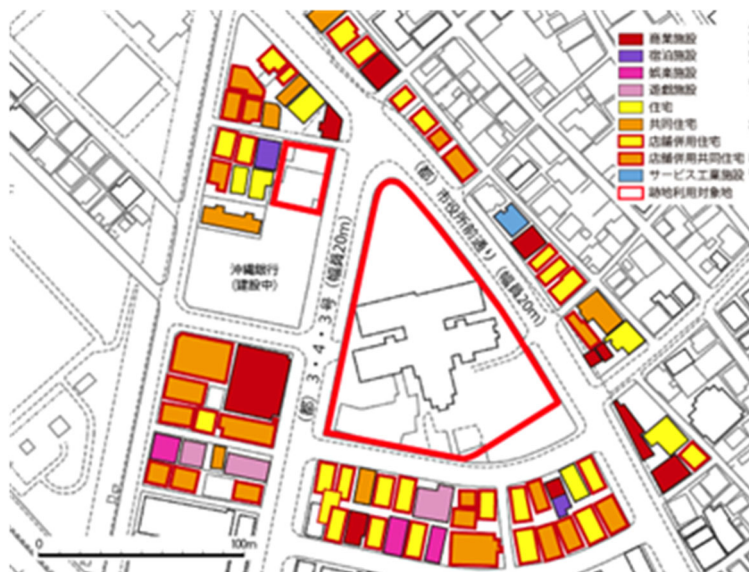 商業施設
宿泊施設
娯楽施設
遊戯施設
住宅
共同住宅
店舗併用住宅
店舗併用共同住宅
サービス工業施設
跡地利用対象地
(都)市役所前通り(幅員20m)
沖縄銀行
(建設中)
(都)3・4・3号(幅員20m)
0
100m